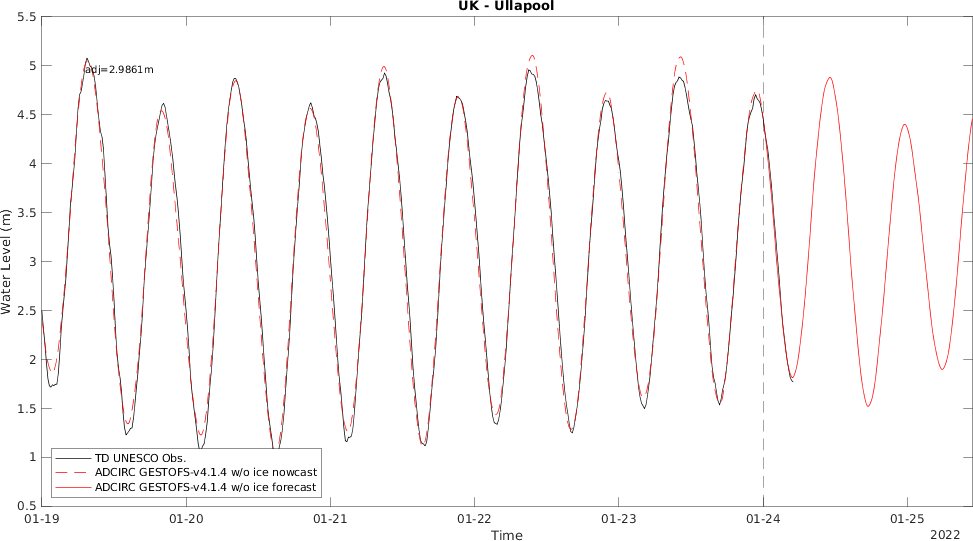 UK - Ullapool
5.5
5
4.5
4
3.5
3
2.5
2
1.5
1
0.5
Water Level (m)
adj=2.9861m
TD UNESCO Obs.
ADCIRC GESTOFS-v4.1.4 w/o ice nowcast
ADCIRC GESTOFS-v4.1.4 w/o ice forecast
01-19 01-20 01-21 01-22 01-23 01-24 01-25
Time
2022